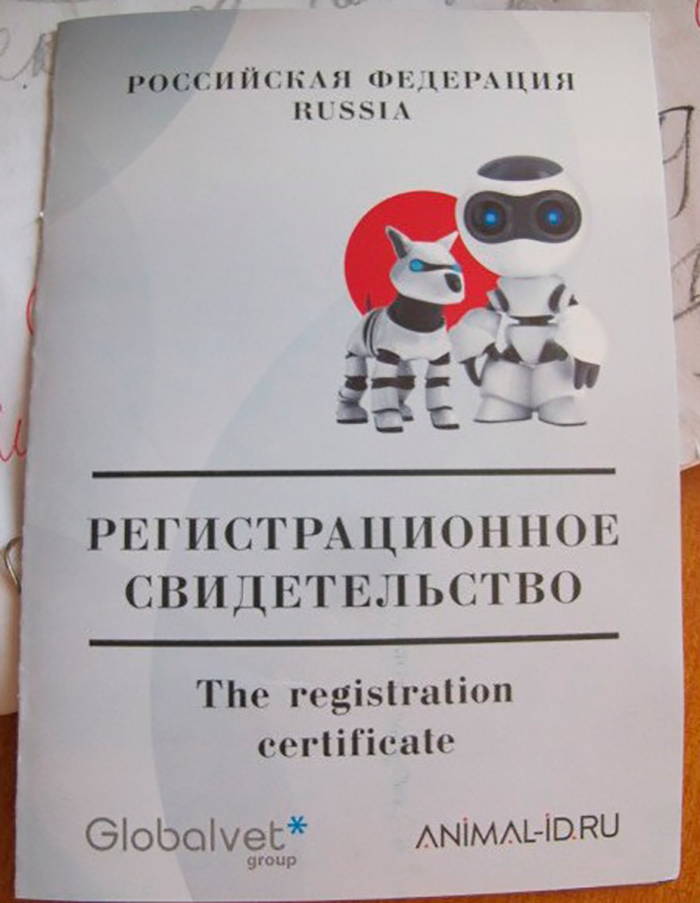 РОССИЙСКАЯ ФЕДЕРАЦИЯ
RUSSIA
РЕГИСТРАЦИОННОЕ
СВИДЕТЕЛЬСТВО
The registration
certificate
Globalvet*
group
ANIMAL-ID.RU